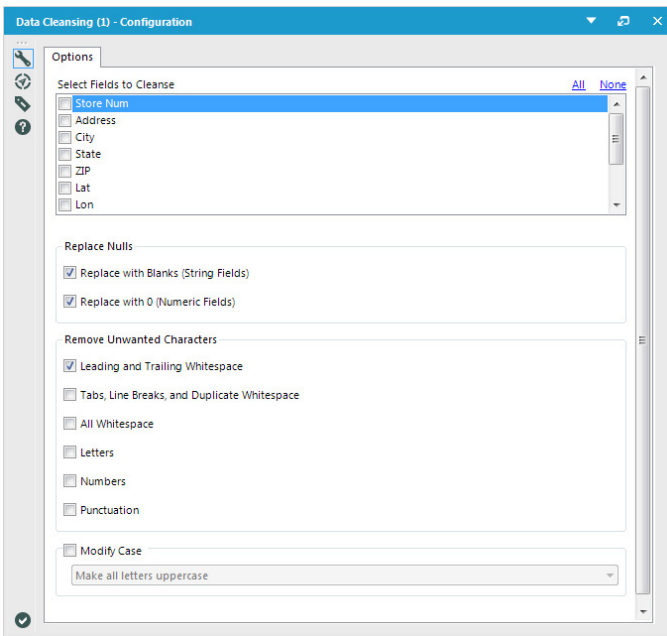 Data Cleansing (1) - Configuration
Options
Select Fields to Cleanse All None
Store Num
Address
City
State
ZIP
Lat
Lon
Replace Nulls
Replace with Blanks (String Fields)
Replace with 0 (Numeric Fields)
Remove Unwanted Characters
Leading and Trailing Whitespace
Tabs, Line Breaks, and Duplicate Whitespace
All Whitespace
Letters
Numbers
Punctuation
Modify Case
Make all letters uppercase